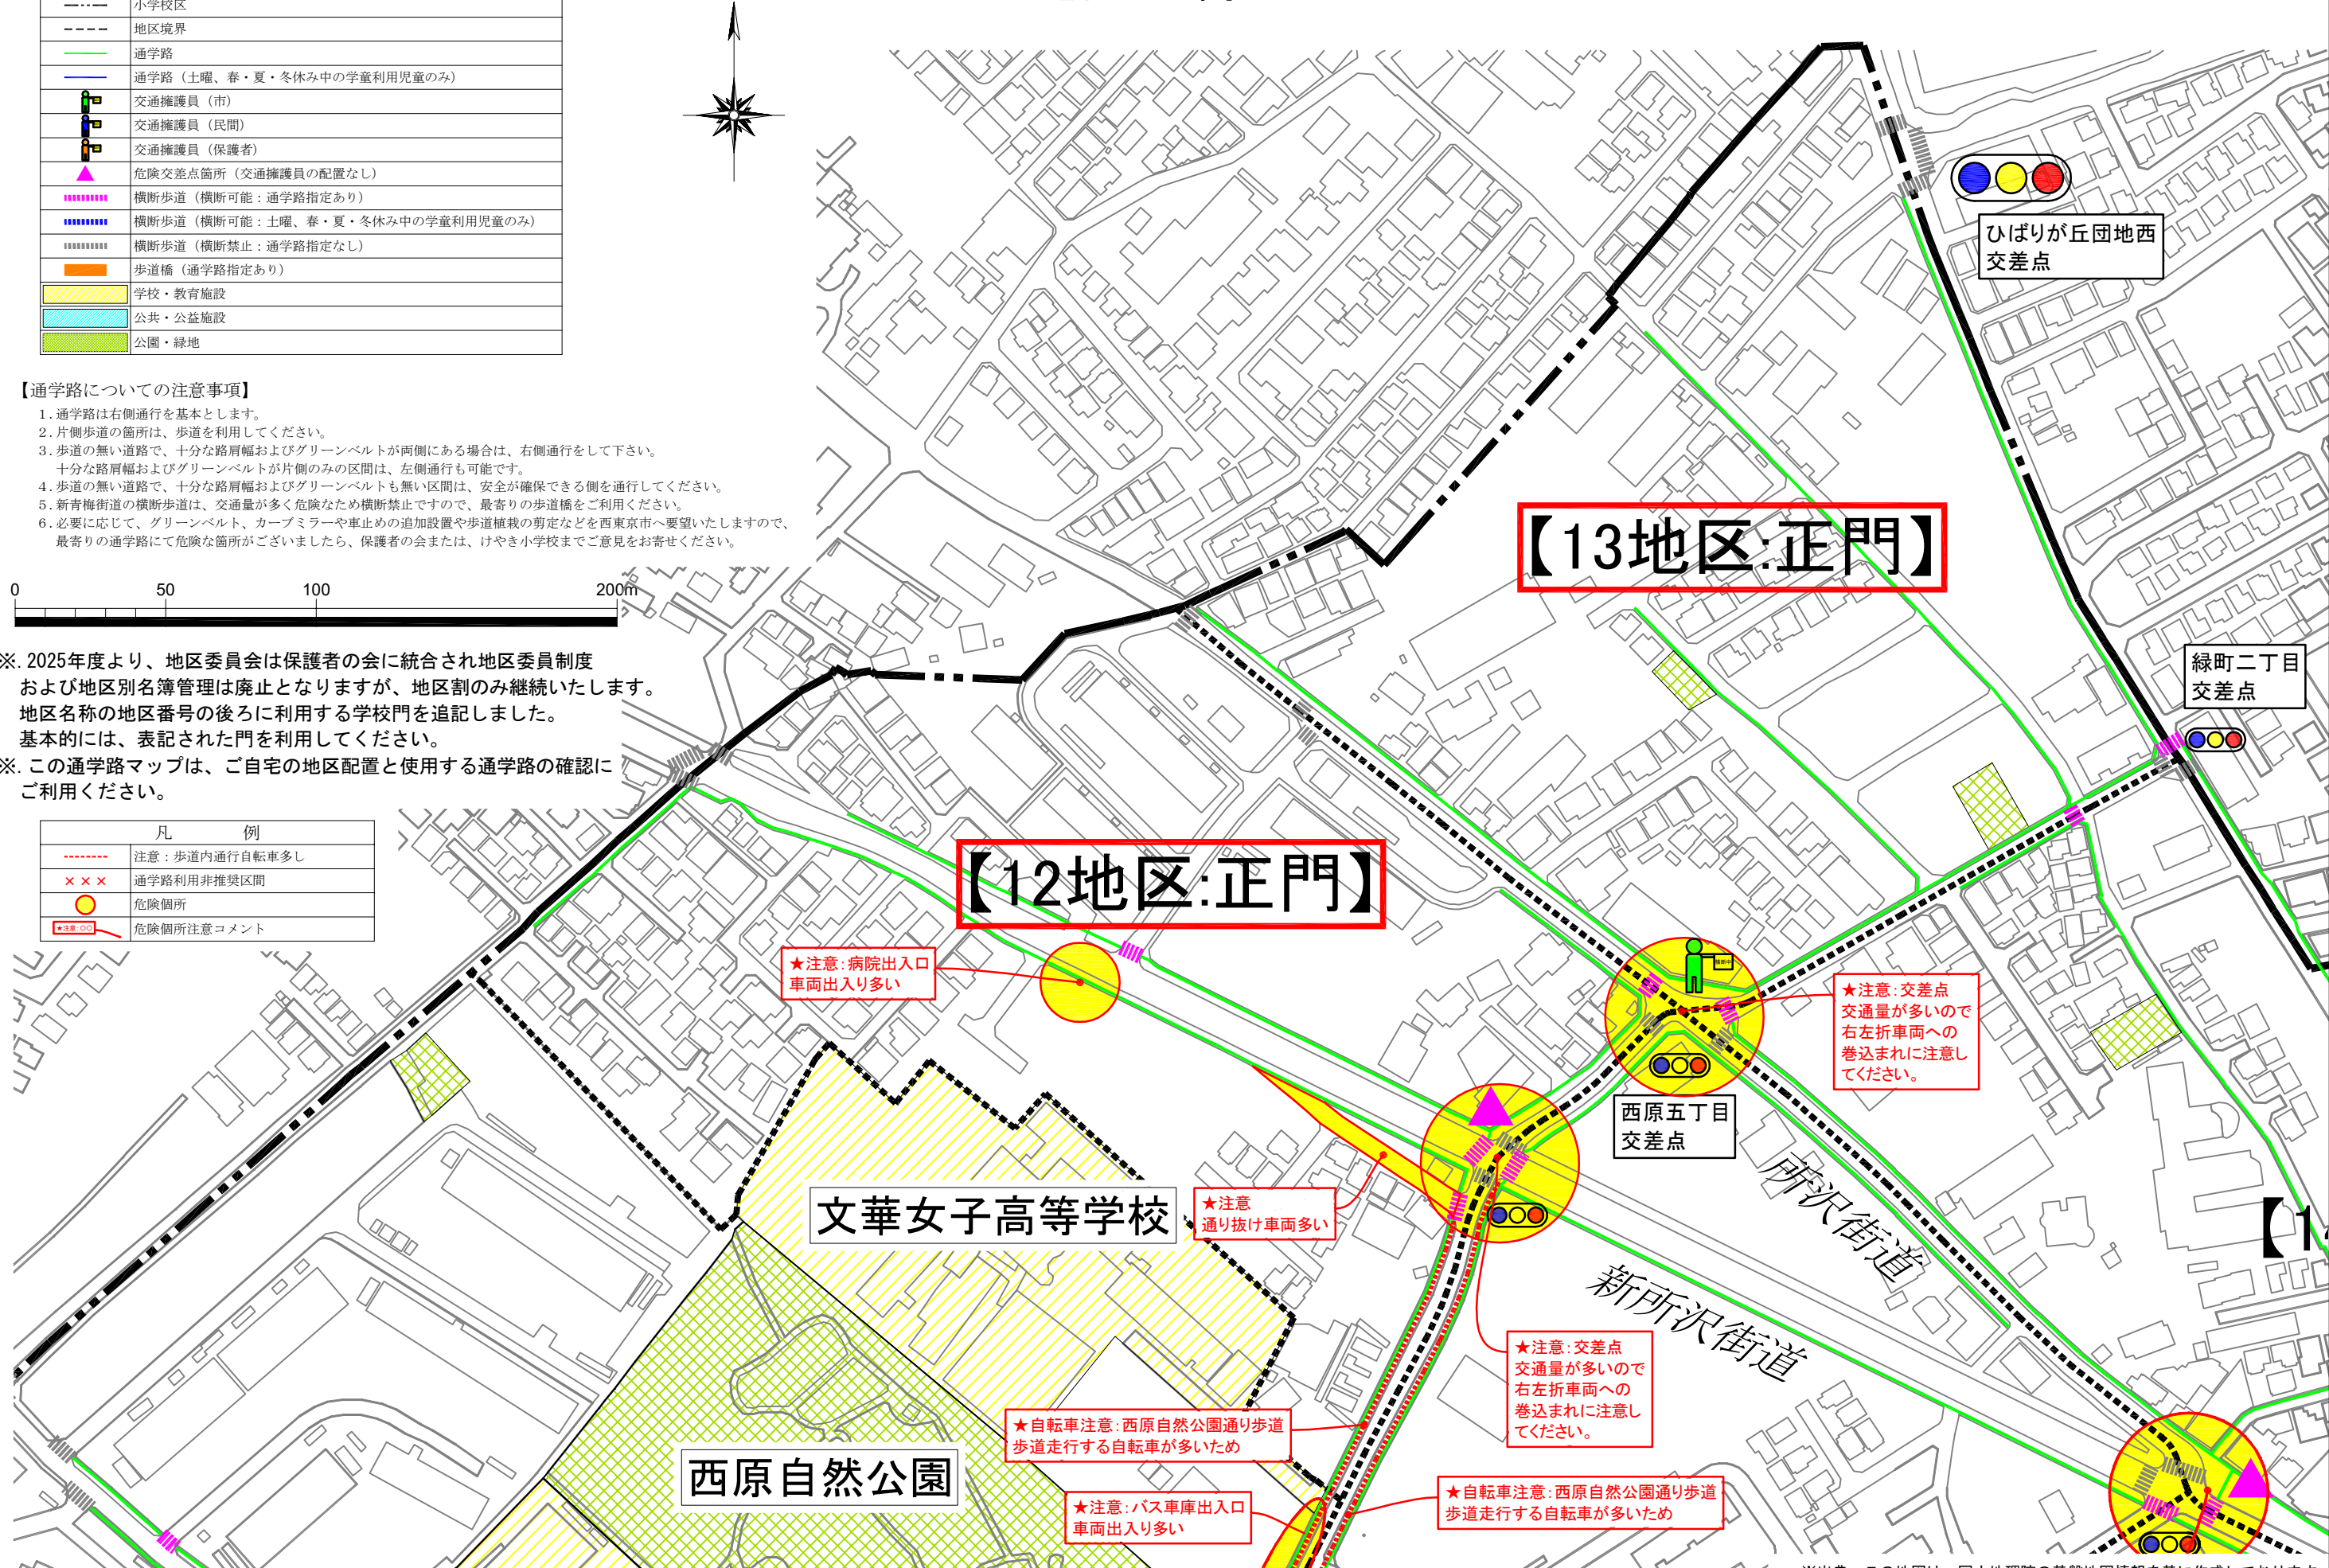 小学校区
地区境界
通学路
通学路（土曜、春・夏・冬休み中の学童利用児童のみ）
交通擁護員（市）
交通擁護員（民間）
交通擁護員（保護者）
危険交差点箇所（交通擁護員の配置なし）
横断歩道（横断可能：通学路指定あり）
横断歩道（横断可能：土曜、春・夏・冬休み中の学童利用児童のみ）
横断歩道（横断禁止：通学路指定なし）
歩道橋（通学路指定あり）
学校・教育施設
公共・公益施設
公園・緑地
【通学路についての注意事項】
1．通学路は右側通行を基本とします。
2．片側歩道の箇所は、歩道を利用してください。
3．歩道の無い道路で、十分な路肩幅およびグリーンベルトが両側にある場合は、右側通行をして下さい。
十分な路肩幅およびグリーンベルトが片側のみの区間は、左側通行も可能です。
4．歩道の無い道路で、十分な路肩幅およびグリーンベルトも無い区間は、安全が確保できる側を通行してください。
5．新青梅街道の横断歩道は、交通量が多く危険なため横断禁止ですので、最寄りの歩道橋をご利用ください。
6．必要に応じて、グリーンベルト、カーブミラーや車止めの追加設置や歩道植栽の剪定などを西東京市へ要望いたしますので、
最寄りの通学路にて危険な箇所がございましたら、保護者の会または、けやき小学校までご意見をお寄せください。
0 50 100 200m
※．2025年度より、地区委員会は保護者の会に統合され地区委員制度
および地区別名簿管理は廃止となりますが、地区割のみ継続いたします。
地区名称の地区番号の後ろに利用する学校門を追記しました。
基本的には、表記された門を利用してください。
※．この通学路マップは、ご自宅の地区配置と使用する通学路の確認に
ご利用ください。
凡 例
注意：歩道内通行自転車多し
× × × 通学路利用非推奨区間
危険個所
★注意:○○ 危険個所注意コメント
ひばりが丘団地西
交差点
【13地区:正門】
緑町二丁目
交差点
【12地区:正門】
★注意:病院出入口
車両出入り多い
★注意:交差点
交通量が多いので
右左折車両への
巻込まれに注意し
てください。
西原五丁目
交差点
文華女子高等学校
★注意
通り抜け車両多い
所沢街道
新所沢街道
【1
★注意:交差点
交通量が多いので
右左折車両への
巻込まれに注意し
てください。
★自転車注意:西原自然公園通り歩道
歩道走行する自転車が多いため
西原自然公園
★注意:バス車庫出入口
車両出入り多い
★自転車注意:西原自然公園通り歩道
歩道走行する自転車が多いため